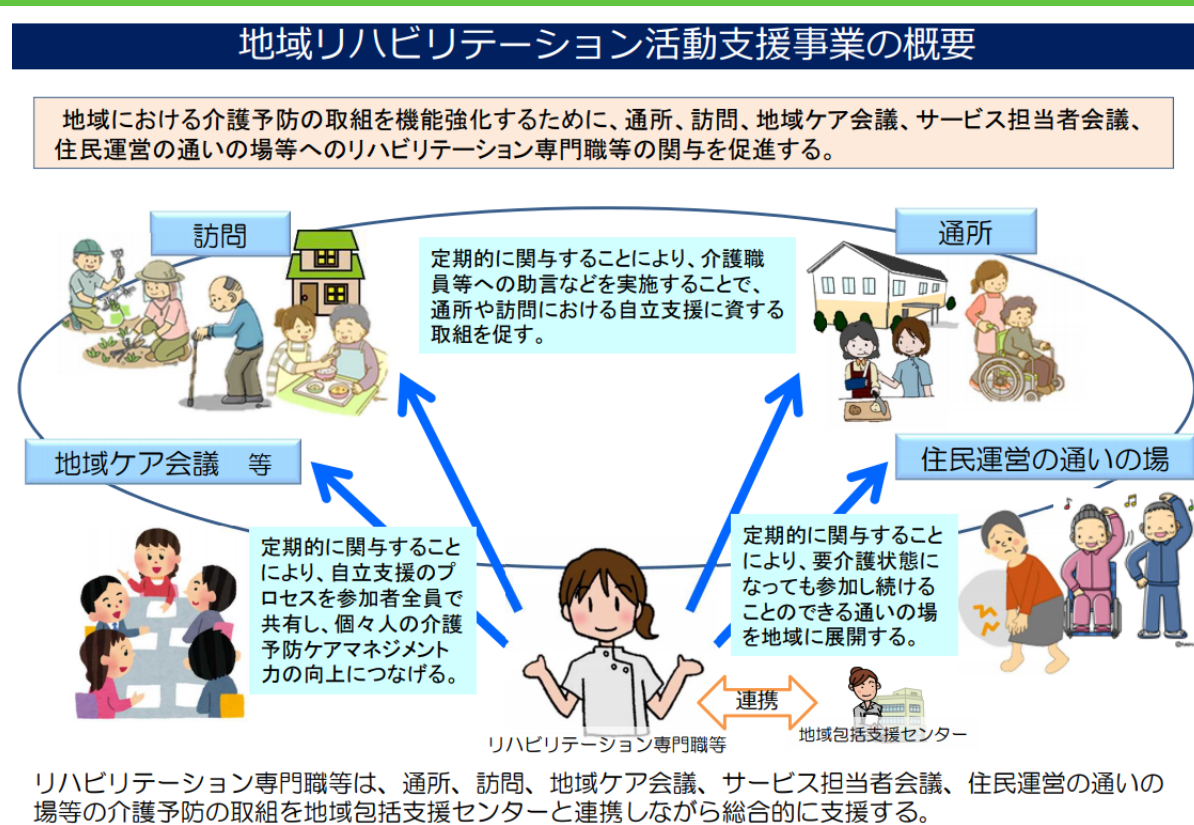 地域リハビリテーション活動支援事業の概要
地域における介護予防の取組を機能強化するために、通所、訪問、地域ケア会議、サービス担当者会議、
住民運営の通いの場等へのリハビリテーション専門職等の関与を促進する。
訪問
通所
定期的に関与することにより、介護職
員等への助言などを実施することで、
通所や訪問における自立支援に資する
取組を促す。
地域ケア会議　等
住民運営の通いの場
定期的に関与すること
により、自立支援のプ
ロセスを参加者全員で
共有し、個々人の介護
予防ケアマネジメント
力の向上につなげる。
定期的に関与すること
により、要介護状態に
なっても参加し続ける
ことのできる通いの場
を地域に展開する。
連携
リハビリテーション専門職等
地域包括支援センター
リハビリテーション専門職等は、通所、訪問、地域ケア会議、サービス担当者会議、住民運営の通いの
場等の介護予防の取組を地域包括支援センターと連携しながら総合的に支援する。